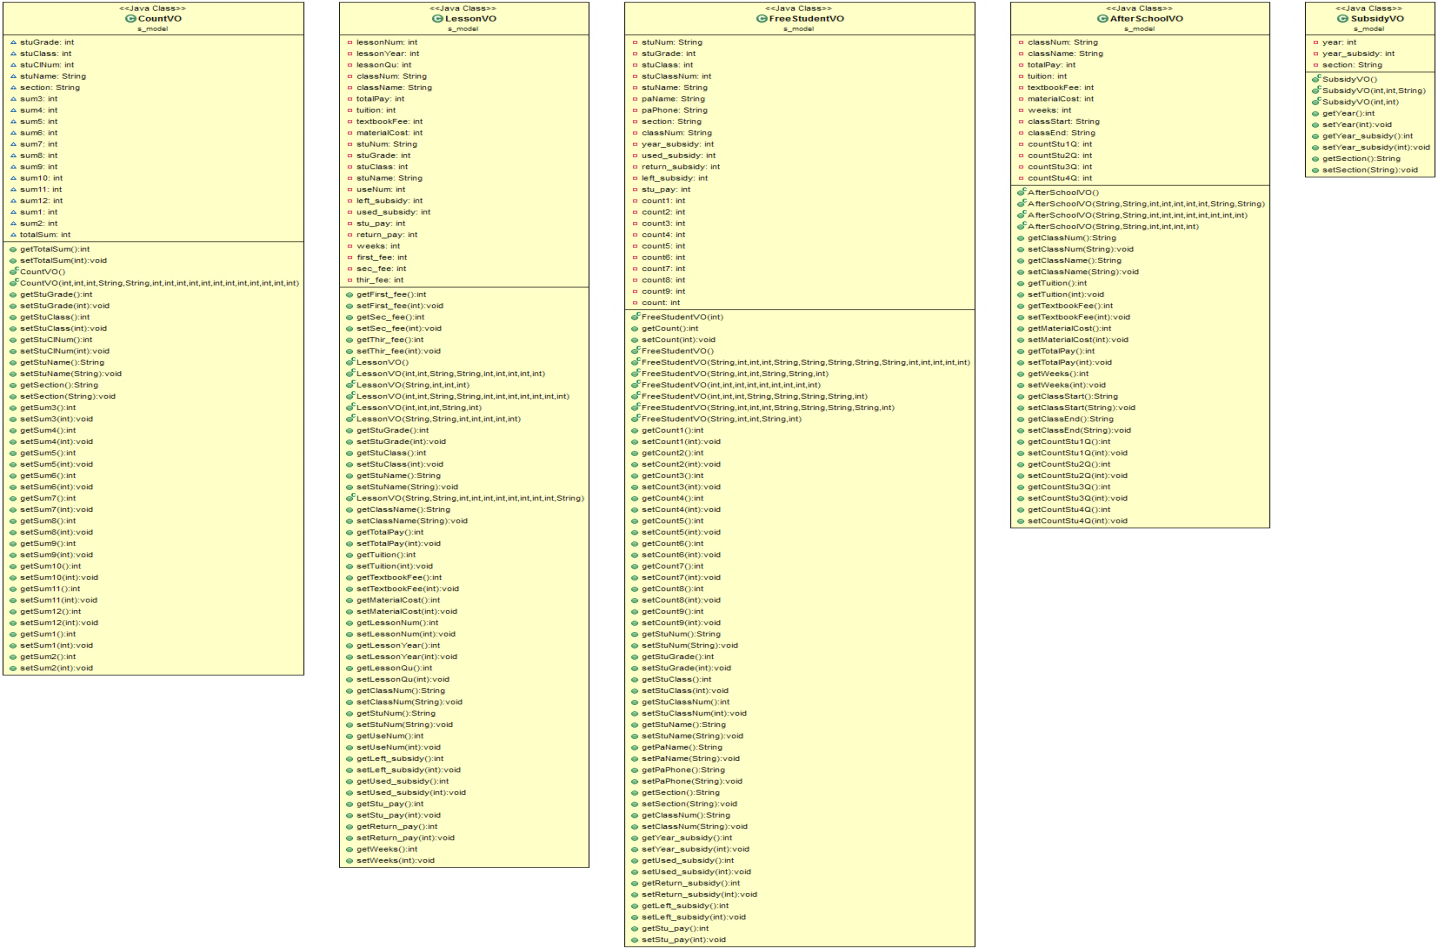 <<Java Class>>
CountVO
s_model
stuGrade: int
stuClass: int
stuClNum: int
stuName: String
section: String
sum3: int
sum4: int
sum5: int
sum6: int
sum7: int
sum8: int
sum9: int
sum10: int
sum11: int
sum12: int
sum1: int
sum2: int
totalSum: int
getTotalSum():int
setTotalSum(int):void
CountVO()
CountVO(int,int,int,String,String,int,int,int,int,int,int,int,int,int,int,int,int)
getStuGrade():int
setStuGrade(int):void
getStuClass():int
setStuClass(int):void
getStuClNum():int
setStuClNum(int):void
getStuName():String
setStuName(String):void
getSection():String
setSection(String):void
getSum3():int
setSum3(int):void
getSum4():int
setSum4(int):void
getSum5():int
setSum5(int):void
getSum6():int
setSum6(int):void
getSum7():int
setSum7(int):void
getSum8():int
setSum8(int):void
getSum9():int
setSum9(int):void
getSum10():int
setSum10(int):void
getSum11():int
setSum11(int):void
getSum12():int
setSum12(int):void
getSum1():int
setSum1(int):void
getSum2():int
setSum2(int):void
<<Java Class>>
LessonVO
s_model
lessonNum: int
lessonYear: int
lessonQu: int
classNum: String
className: String
totalPay: int
tuition: int
textbookFee: int
materialCost: int
stuNum: String
stuGrade: int
stuClass: int
stuName: String
useNum: int
left_subsidy: int
used_subsidy: int
stu_pay: int
return_pay: int
weeks: int
first_fee: int
sec_fee: int
thir_fee: int
getFirst_fee():int
setFirst_fee(int):void
getSec_fee():int
setSec_fee(int):void
getThir_fee():int
setThir_fee(int):void
LessonVO()
LessonVO(int,int,String,String,int,int,int,int,int)
LessonVO(String,int,int,int)
LessonVO(int,int,String,String,int,int,int,int,int,int,int)
LessonVO(int,int,int,String,int)
LessonVO(String,String,int,int,int,int,int)
getStuGrade():int
setStuGrade(int):void
getStuClass():int
setStuClass(int):void
getStuName():String
setStuName(String):void
LessonVO(String,String,int,int,int,int,int,int,int,int,String)
getClassName():String
setClassName(String):void
getTotalPay():int
setTotalPay(int):void
getTuition():int
setTuition(int):void
getTextbookFee():int
setTextbookFee(int):void
getMaterialCost():int
setMaterialCost(int):void
getLessonNum():int
setLessonNum(int):void
getLessonYear():int
setLessonYear(int):void
getLessonQu():int
setLessonQu(int):void
getClassNum():String
setClassNum(String):void
getStuNum():String
setStuNum(String):void
getUseNum():int
setUseNum(int):void
getLeft_subsidy():int
setLeft_subsidy(int):void
getUsed_subsidy():int
setUsed_subsidy(int):void
getStu_pay():int
setStu_pay(int):void
getReturn_pay():int
setReturn_pay(int):void
getWeeks():int
setWeeks(int):void
<<Java Class>>
FreeStudentVO
s_model
stuNum: String
stuGrade: int
stuClass: int
stuClassNum: int
stuName: String
paName: String
paPhone: String
section: String
classNum: String
year_subsidy: int
used_subsidy: int
return_subsidy: int
left_subsidy: int
stu_pay: int
count1: int
count2: int
count3: int
count4: int
count5: int
count6: int
count7: int
count8: int
count9: int
count: int
FreeStudentVO(int)
getCount():int
setCount(int):void
FreeStudentVO()
FreeStudentVO(String,int,int,int,String,String,String,String,int,int,int,int,int)
FreeStudentVO(String,int,int,String,String,int)
FreeStudentVO(int,int,int,int,int,int,int,int,int)
FreeStudentVO(int,int,int,String,String,String,String,int)
FreeStudentVO(String,int,int,int,String,String,String,String,String,int)
FreeStudentVO(String,int,int,String,int)
getCount1():int
setCount1(int):void
getCount2():int
setCount2(int):void
getCount3():int
setCount3(int):void
getCount4():int
setCount4(int):void
getCount5():int
setCount5(int):void
getCount6():int
setCount6(int):void
getCount7():int
setCount7(int):void
getCount8():int
setCount8(int):void
getCount9():int
setCount9(int):void
getStuNum():String
setStuNum(String):void
getStuGrade():int
setStuGrade(int):void
getStuClass():int
setStuClass(int):void
getStuClassNum():int
setStuClassNum(int):void
getStuName():String
setStuName(String):void
getPaName():String
setPaName(String):void
getPaPhone():String
setPaPhone(String):void
getSection():String
setSection(String):void
getClassNum():String
setClassNum(String):void
getYear_subsidy():int
setYear_subsidy(int):void
getUsed_subsidy():int
setUsed_subsidy(int):void
getReturn_subsidy():int
setReturn_subsidy(int):void
getLeft_subsidy():int
setLeft_subsidy(int):void
getStu_pay():int
setStu_pay(int):void
<<Java Class>>
AfterSchoolVO
s_model
classNum: String
className: String
totalPay: int
tuition: int
textbookFee: int
materialCost: int
weeks: int
classStart: String
classEnd: String
countStu1Q: int
countStu2Q: int
countStu3Q: int
countStu4Q: int
AfterSchoolVO()
AfterSchoolVO(String,String,int,int,int,int,int,String,String)
AfterSchoolVO(String,String,int,int,int,int,int,int,int,int)
AfterSchoolVO(String,String,int,int,int,int)
getClassNum():String
setClassNum(String):void
getClassName():String
setClassName(String):void
getTuition():int
setTuition(int):void
getTextbookFee():int
setTextbookFee(int):void
getMaterialCost():int
setMaterialCost(int):void
getTotalPay():int
setTotalPay(int):void
getWeeks():int
setWeeks(int):void
getClassStart():String
setClassStart(String):void
getClassEnd():String
setClassEnd(String):void
getCountStu1Q():int
setCountStu1Q(int):void
getCountStu2Q():int
setCountStu2Q(int):void
getCountStu3Q():int
setCountStu3Q(int):void
getCountStu4Q():int
setCountStu4Q(int):void
<<Java Class>>
SubsidyVO
s_model
year: int
year_subsidy: int
section: String
SubsidyVO()
SubsidyVO(int,int,String)
SubsidyVO(int,int)
getYear():int
setYear(int):void
getYear_subsidy():int
setYear_subsidy(int):void
getSection():String
setSection(String):void